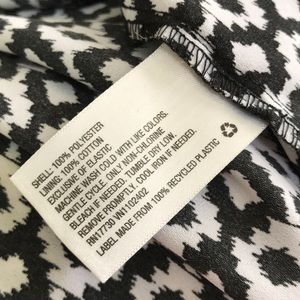 SHELL: 100% POLYESTER
LINING: 100% COTTON
EXCLUSIVE OF ELASTIC
MACHINE WASH COLD WITH LIKE COLORS.
GENTLE CYCLE. ONLY NON-CHLORINE
BLEACH IF NEEDED. TUMBLE DRY LOW.
REMOVE PROMPTLY. COOL IRON IF NEEDED.
RN17730 VN1102402
LABEL MADE FROM 100% RECYCLED PLASTIC